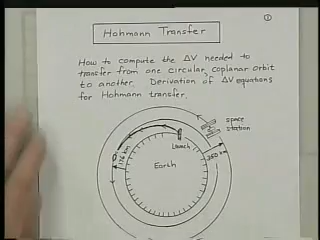 ①
Hohmann Transfer
How to compute the ΔV needed to
transfer from one circular, coplanar orbit
to another. Derivation of ΔV equations
for Hohmann transfer.
space
station
Launch
Earth